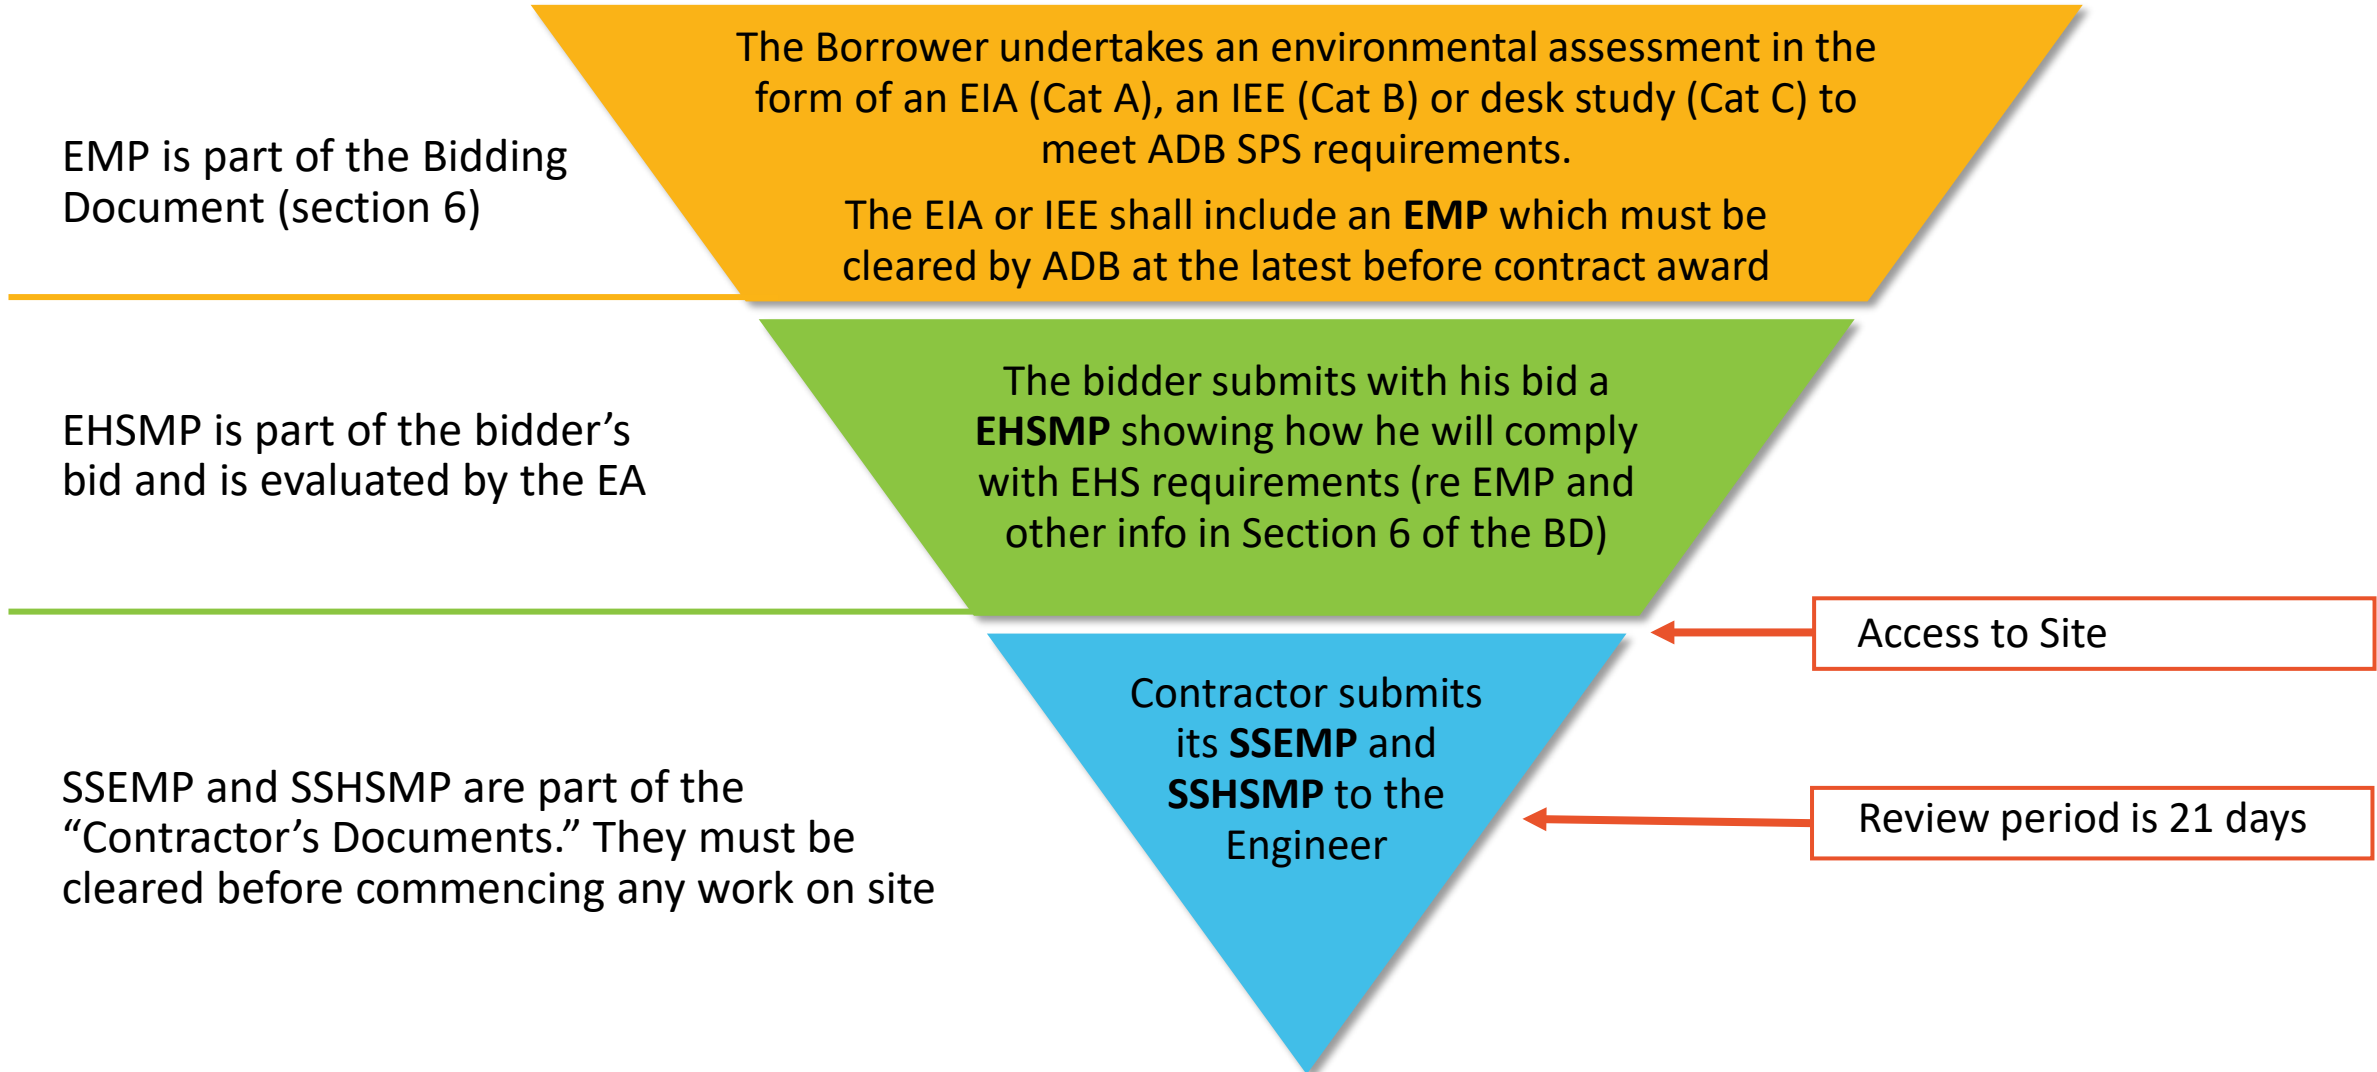 EMP is part of the Bidding
Document (section 6)
The Borrower undertakes an environmental assessment in the
form of an EIA (Cat A), an IEE (Cat B) or desk study (Cat C) to
meet ADB SPS requirements.
The EIA or IEE shall include an EMP which must be
cleared by ADB at the latest before contract award
EHSMP is part of the bidder’s
bid and is evaluated by the EA
The bidder submits with his bid a
EHSMP showing how he will comply
with EHS requirements (re EMP and
other info in Section 6 of the BD)
Access to Site
SSEMP and SSHSMP are part of the
“Contractor’s Documents.” They must be
cleared before commencing any work on site
Contractor submits
its SSEMP and
SSHSMP to the
Engineer
Review period is 21 days